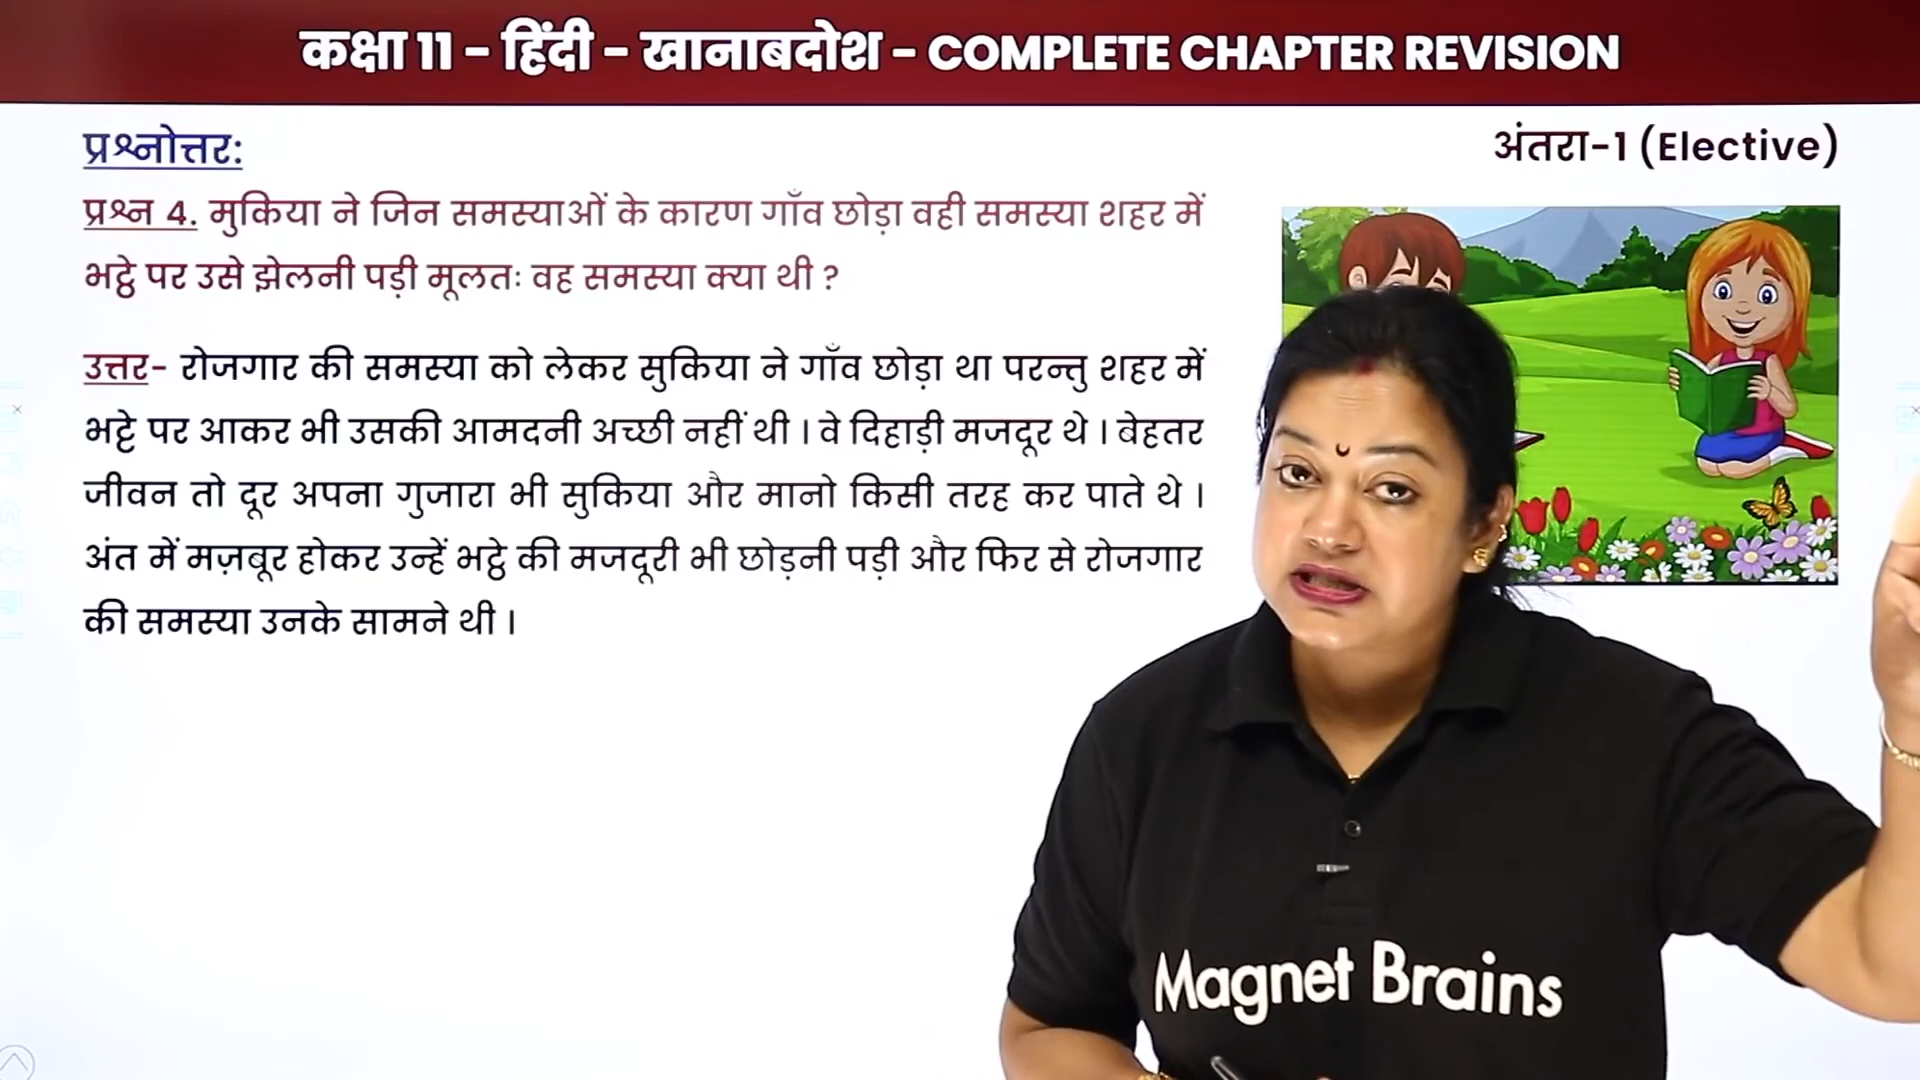 कक्षा 11 - हिंदी - खानाबदोश - COMPLETE CHAPTER REVISION
प्रश्नोत्तर:
अंतरा-1 (Elective)
प्रश्न 4. मुकिया ने जिन समस्याओं के कारण गाँव छोड़ा वही समस्या शहर में
भट्ठे पर उसे झेलनी पड़ी मूलतः वह समस्या क्या थी ?
उत्तर- रोजगार की समस्या को लेकर सुकिया ने गाँव छोड़ा था परन्तु शहर में
भट्टे पर आकर भी उसकी आमदनी अच्छी नहीं थी । वे दिहाड़ी मजदूर थे । बेहतर
जीवन तो दूर अपना गुजारा भी सुकिया और मानो किसी तरह कर पाते थे ।
अंत में मज़बूर होकर उन्हें भट्ठे की मजदूरी भी छोड़नी पड़ी और फिर से रोजगार
की समस्या उनके सामने थी ।
Magnet Brains